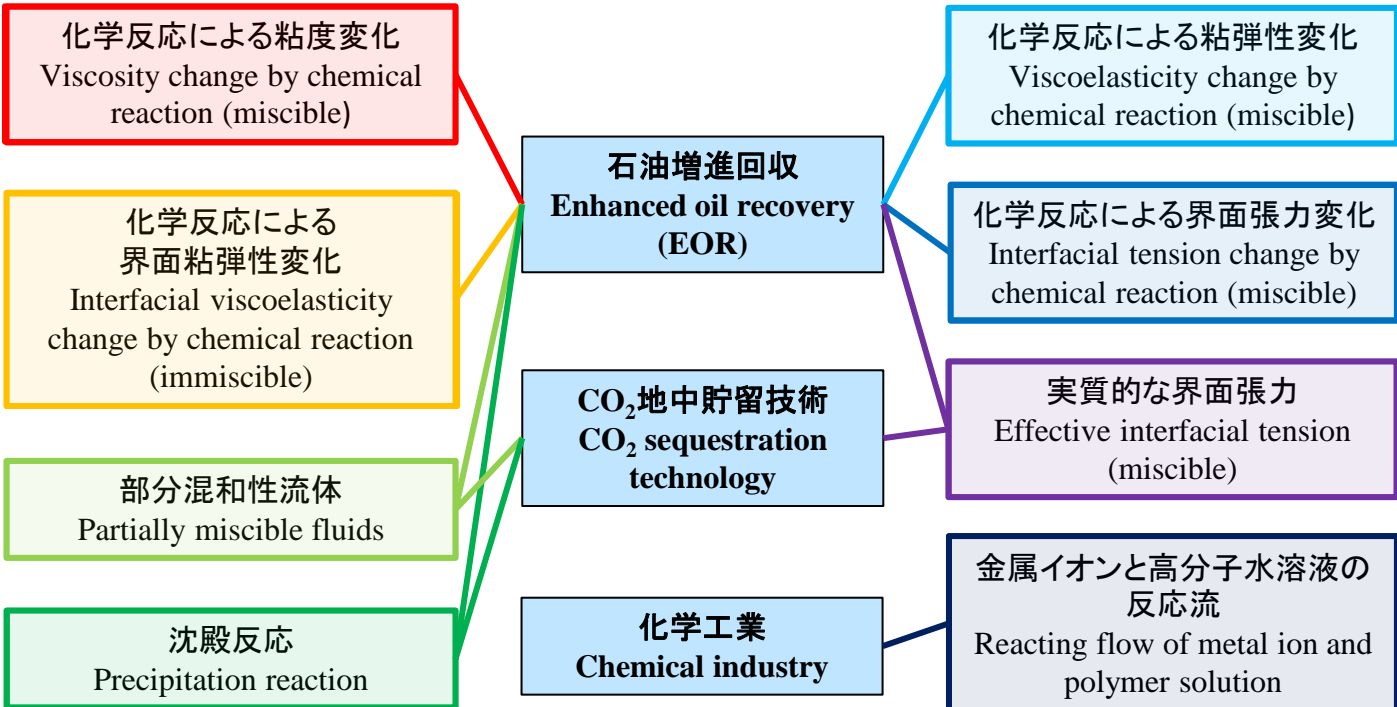 化学反応による粘度変化
Viscosity change by chemical
reaction (miscible)
化学反応による
界面粘弾性変化
Interfacial viscoelasticity
change by chemical reaction
(immiscible)
部分混和性流体
Partially miscible fluids
沈殿反応
Precipitation reaction
石油増進回収
Enhanced oil recovery
(EOR)
CO₂地中貯留技術
CO₂ sequestration
technology
化学工業
Chemical industry
化学反応による粘弾性変化
Viscoelasticity change by
chemical reaction (miscible)
化学反応による界面張力変化
Interfacial tension change by
chemical reaction (miscible)
実質的な界面張力
Effective interfacial tension
(miscible)
金属イオンと高分子水溶液の
反応流
Reacting flow of metal ion and
polymer solution